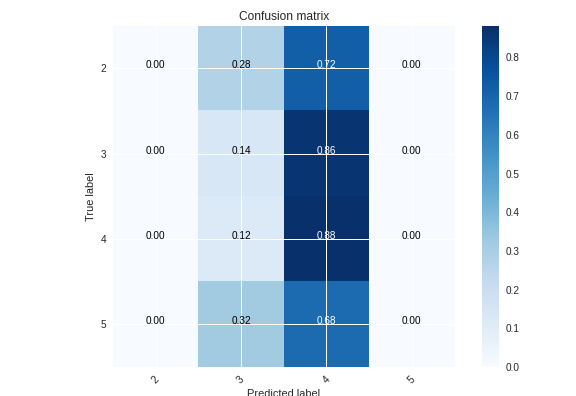 Confusion matrix
2 0.00 0.28 0.72 0.00
3 0.00 0.14 0.86 0.00
4 0.00 0.12 0.88 0.00
5 0.00 0.32 0.68 0.00
True label
2 3 4 5
Predicted label
0.8
0.7
0.6
0.5
0.4
0.3
0.2
0.1
0.0